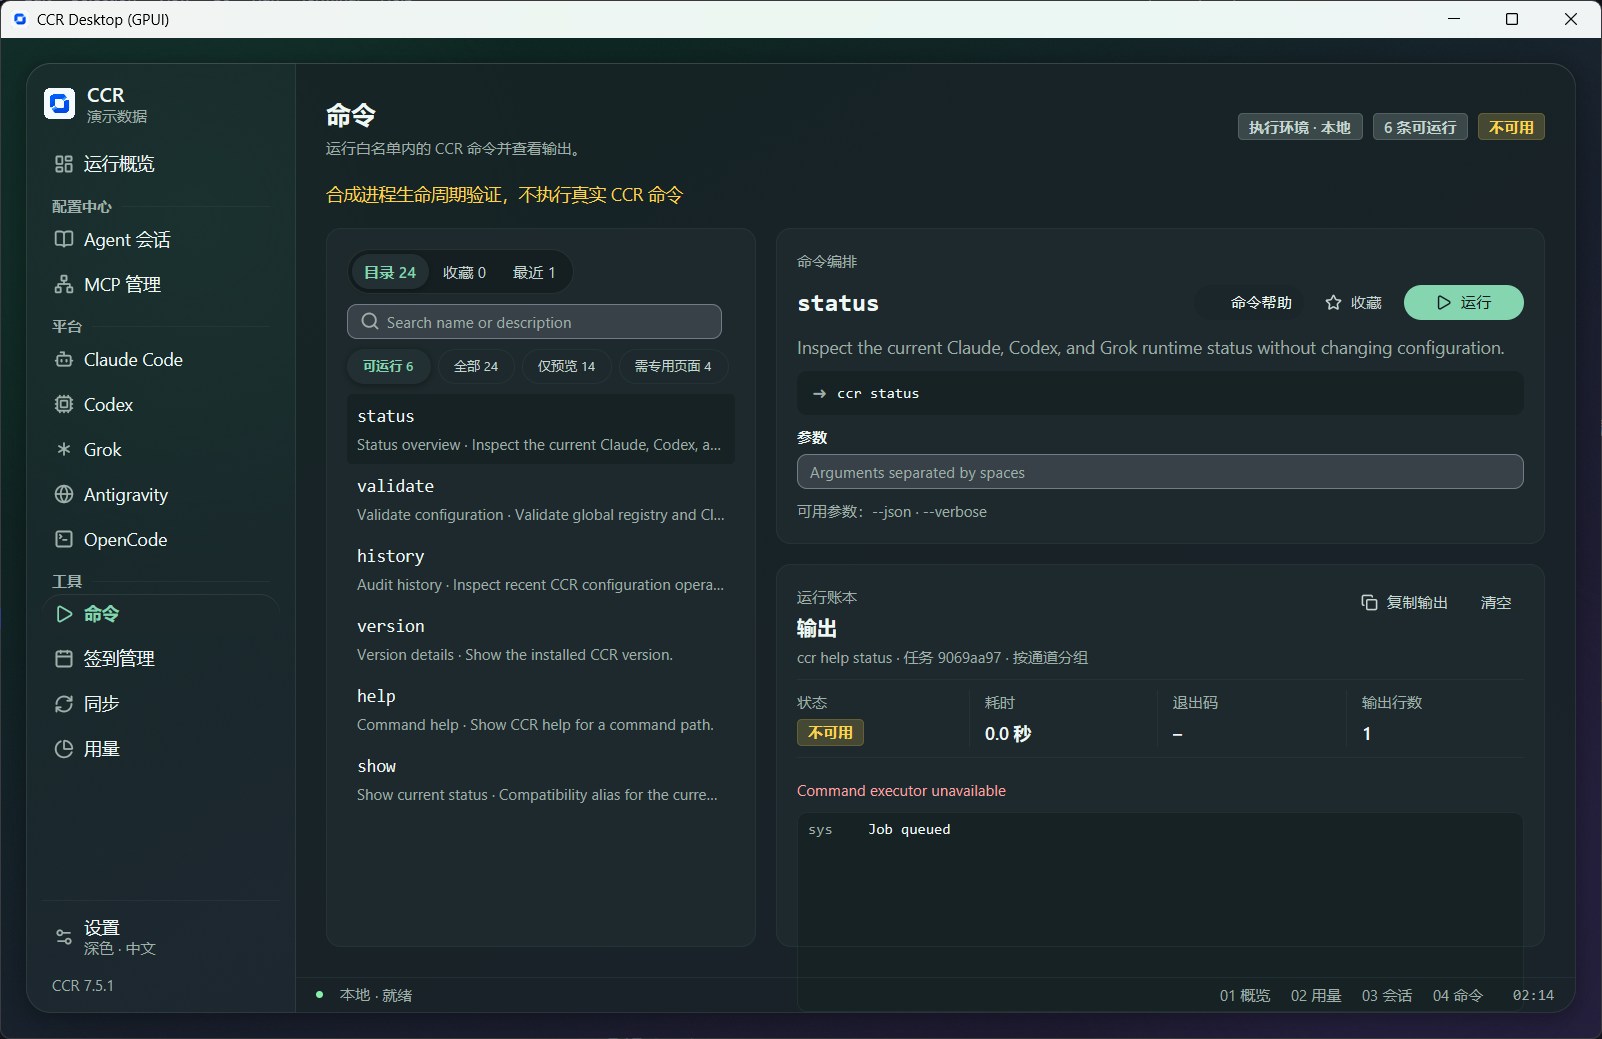 CCR Desktop (GPUI)
CCR
演示数据
运行概览
配置中心
Agent 会话
MCP 管理
平台
Claude Code
Codex
Grok
Antigravity
OpenCode
工具
命令
签到管理
同步
用量
设置
深色 · 中文
CCR 7.5.1
命令
运行白名单内的 CCR 命令并查看输出。
执行环境 · 本地
6 条可运行
不可用
合成进程生命周期验证，不执行真实 CCR 命令
目录 24
收藏 0
最近 1
Search name or description
可运行 6
全部 24
仅预览 14
需专用页面 4
status
Status overview · Inspect the current Claude, Codex, a...
validate
Validate configuration · Validate global registry and Cl...
history
Audit history · Inspect recent CCR configuration opera...
version
Version details · Show the installed CCR version.
help
Command help · Show CCR help for a command path.
show
Show current status · Compatibility alias for the curre...
命令编排
status
命令帮助
收藏
运行
Inspect the current Claude, Codex, and Grok runtime status without changing configuration.
→ ccr status
参数
Arguments separated by spaces
可用参数：--json · --verbose
运行账本
输出
复制输出
清空
ccr help status · 任务 9069aa97 · 按通道分组
状态
不可用
耗时
0.0 秒
退出码
–
输出行数
1
Command executor unavailable
sys Job queued
本地 · 就绪
01 概览
02 用量
03 会话
04 命令
02:14